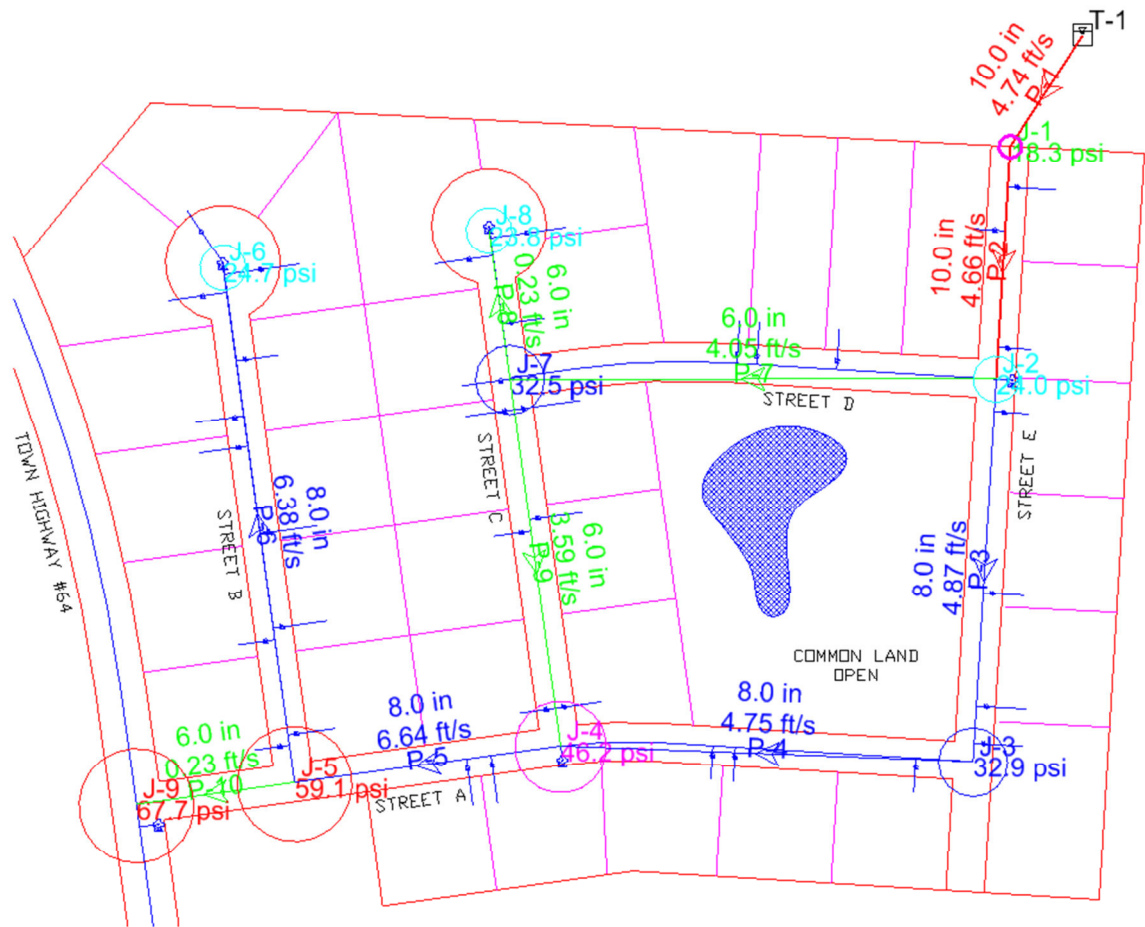 T-1
10.0 in
4.74 ft/s
P-1
J-1
18.3 psi
J-8
23.8 psi
J-6
24.7 psi
10.0 in
4.66 ft/s
P-2
6.0 in
0.23 ft/s
P-8
6.0 in
4.05 ft/s
P-7
J-7
32.5 psi
J-2
24.0 psi
STREET D
TOWN HIGHWAY #64
STREET C
STREET E
8.0 in
6.38 ft/s
P-6
STREET B
6.0 in
3.59 ft/s
P-9
8.0 in
4.87 ft/s
P-3
COMMON LAND
OPEN
8.0 in
4.75 ft/s
P-4
8.0 in
6.64 ft/s
P-5
J-4
46.2 psi
J-3
32.9 psi
6.0 in
0.23 ft/s
P-10
J-5
59.1 psi
J-9
67.7 psi
STREET A